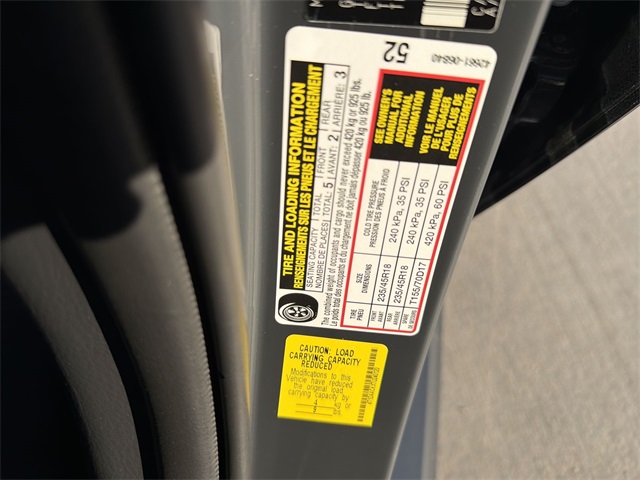 52
42661-06840
TIRE AND LOADING INFORMATION
RENSEIGNEMENTS SUR LES PNEUS ET LE CHARGEMENT
SEATING CAPACITY TOTAL FRONT REAR
NOMBRE DE PLACES TOTAL: 5 AVANT: 2 LARRIÈRE: 3
The combined weight of occupants and cargo should never exceed 420 kg or 925 lbs.
Le poids total des occupants et du chargement ne doit jamais dépasser 420 kg ou 925 lb.
TIRE PNEU SIZE DIMENSIONS COLD TIRE PRESSURE PRESSION DES PNEUS À FROID
FRONT AVANT 235/45R18 240 kPa, 35 PSI
REAR ARRIÈRE 235/45R18 240 kPa, 35 PSI
SPARE DE SECOURS T155/70D17 420 kPa, 60 PSI
SEE OWNER'S
MANUAL FOR
ADDITIONAL
INFORMATION
VOIR LE MANUEL
DE L'USAGER
POUR PLUS DE
RENSEIGNEMENTS
CAUTION: LOAD
CARRYING CAPACITY
REDUCED
Modifications to this
Vehicle have reduced
the original load
carrying capacity by
or